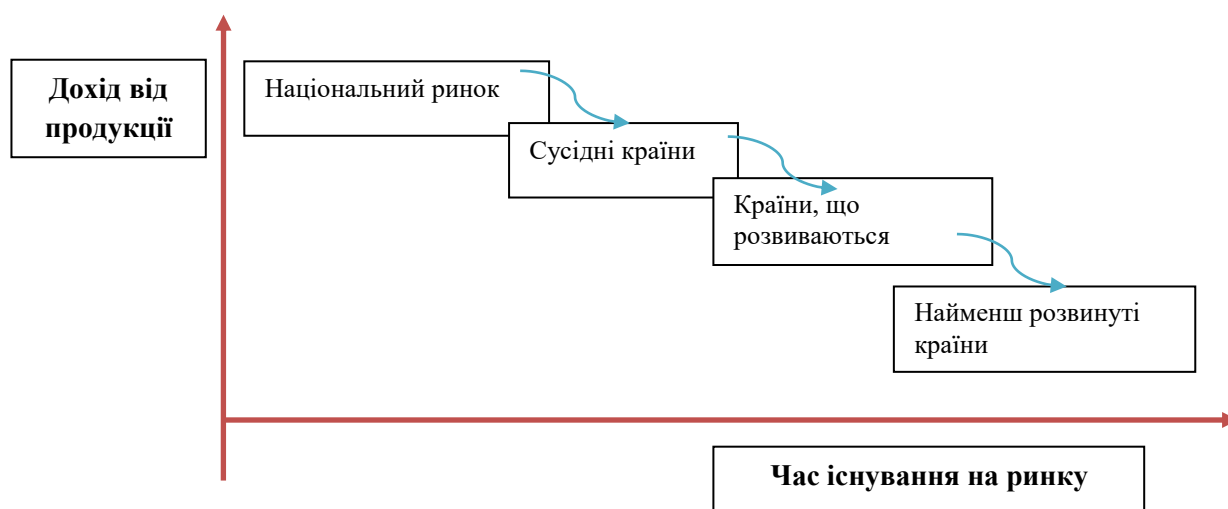 Дохід від
продукції
Національний ринок
Сусідні країни
Країни, що
розвиваються
Найменш розвинуті
країни
Час існування на ринку